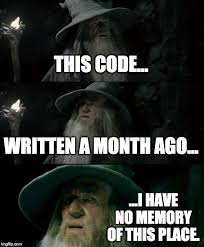 THIS CODE...
WRITTEN A MONTH AGO...
...I HAVE
NO MEMORY
OF THIS PLACE.
imgflip.com